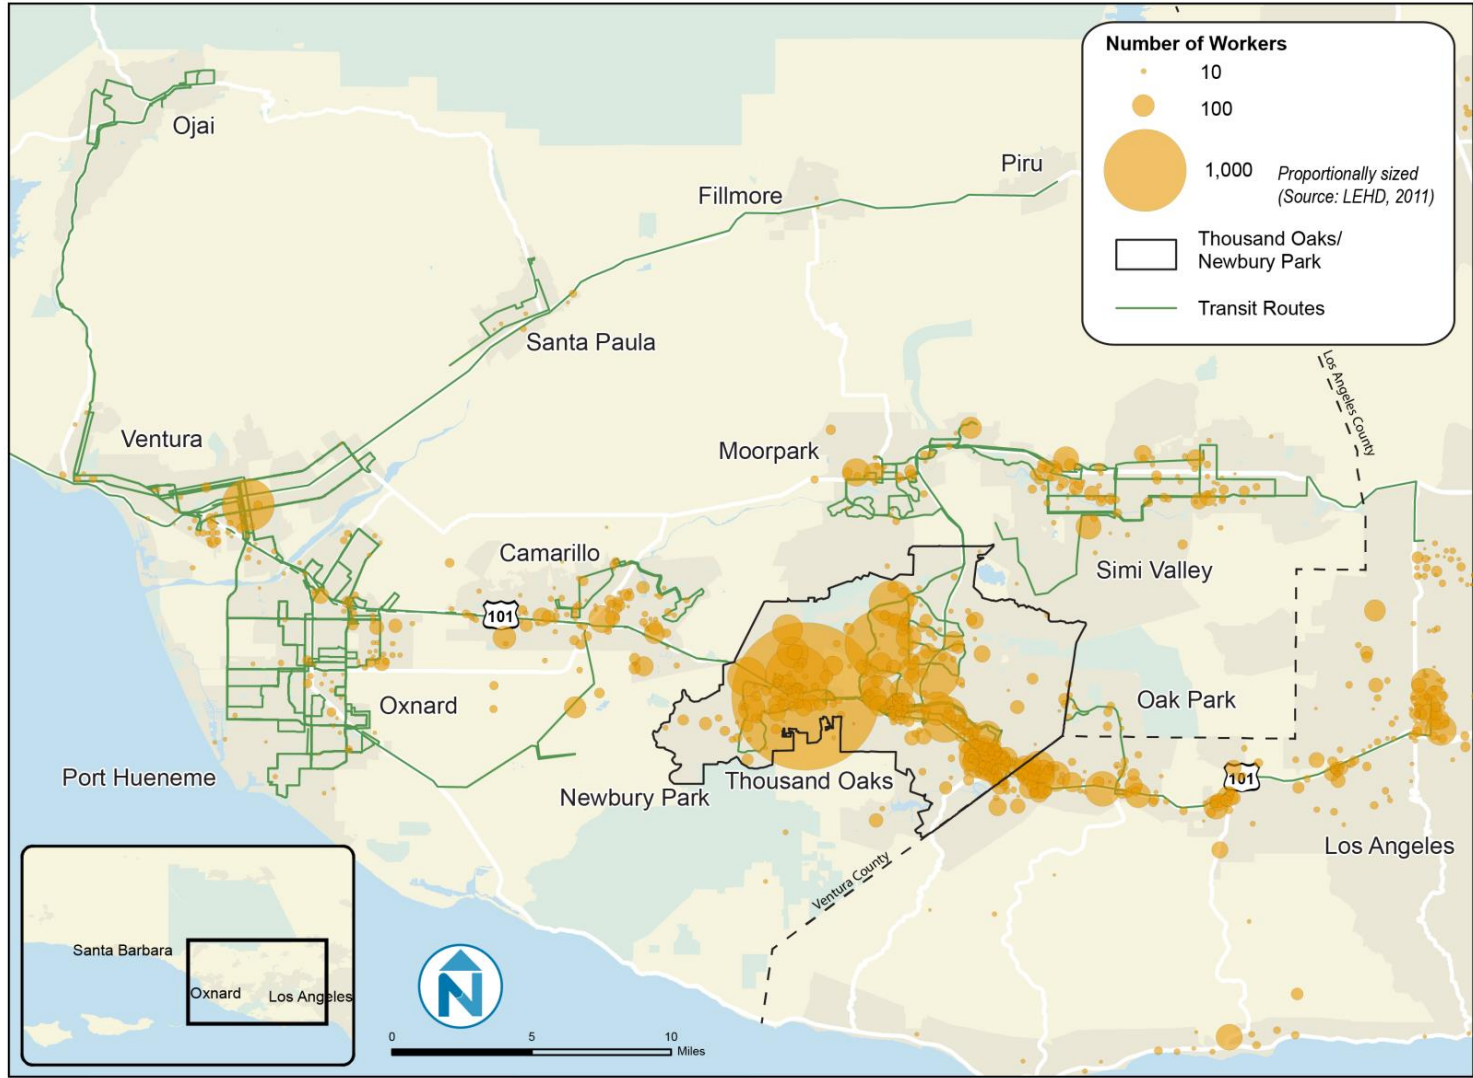 Number of Workers
10
100
1,000
Proportionally sized
(Source: LEHD, 2011)
Thousand Oaks/
Newbury Park
Transit Routes
Ojai
Piru
Fillmore
Santa Paula
Los Angeles County
Ventura
Moorpark
Camarillo
Simi Valley
101
Oak Park
Oxnard
Port Hueneme
Newbury Park
Thousand Oaks
101
Los Angeles
Ventura County
Santa Barbara
Oxnard
Los Angeles
N
0
5
10
Miles